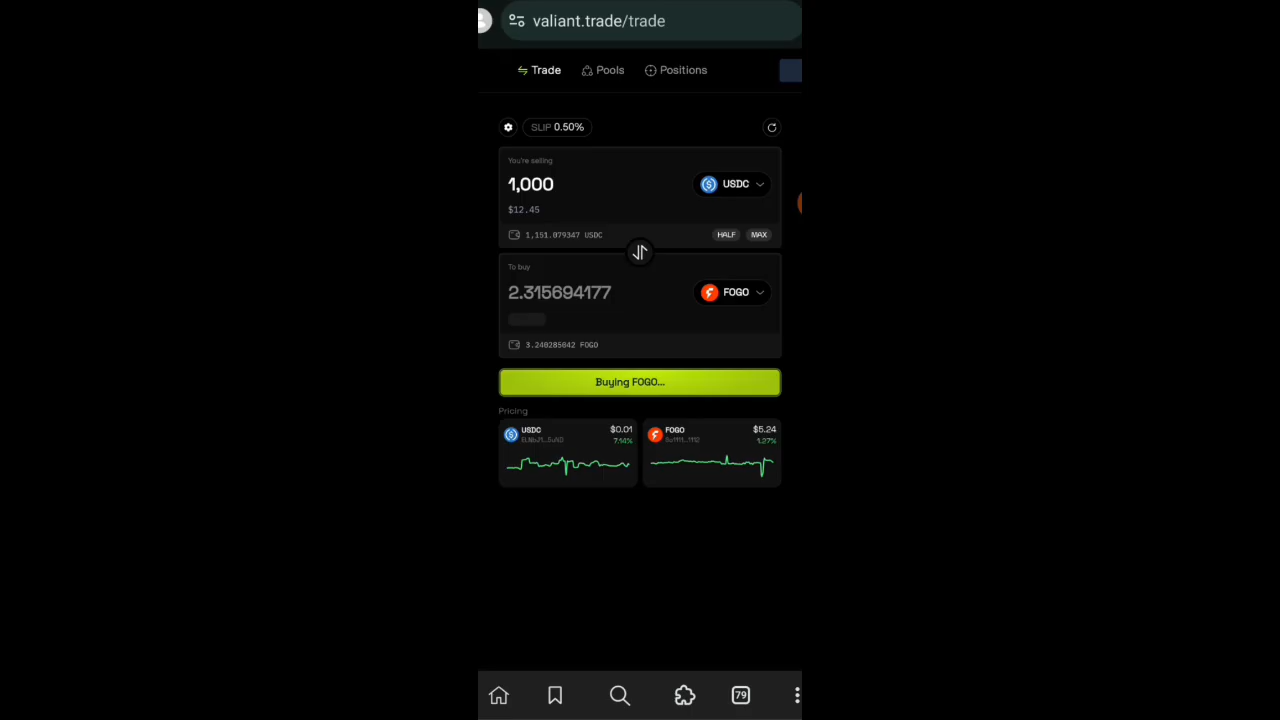 valiant.trade/trade
Trade Pools Positions
SLIP 0.50%
You're selling
1,000
USDC
$12.45
1,151.079347 USDC
HALF MAX
To buy
2.315694177
FOGO
3.240285042 FOGO
Buying FOGO...
Pricing
USDC $0.01
7.14%
FOGO $5.24
1.27%
79